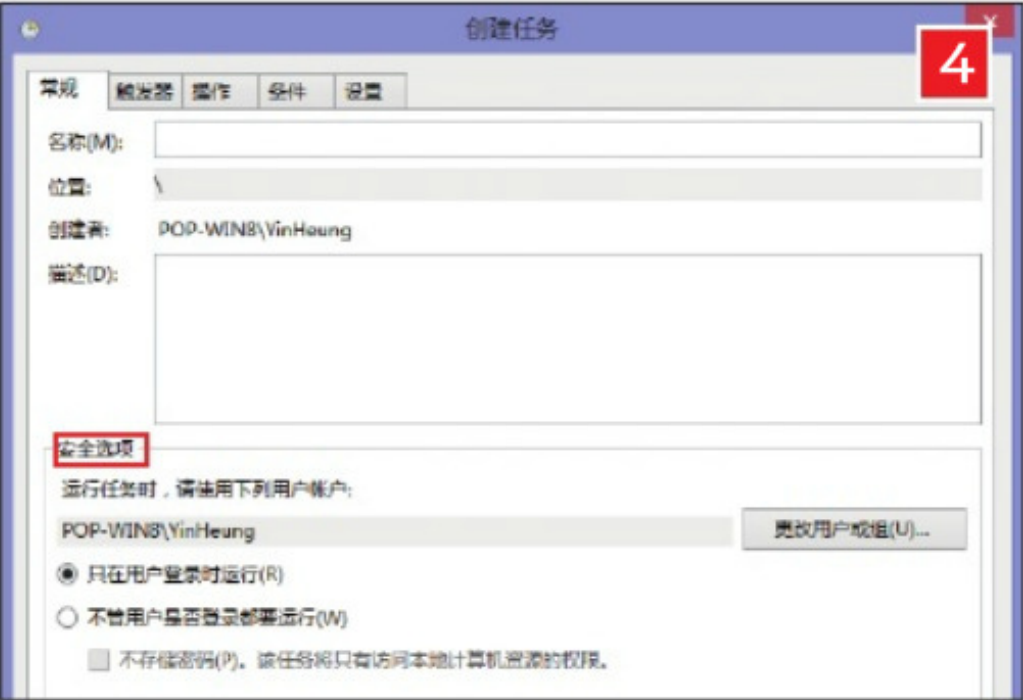 创建任务
4
常规 触发器 操作 条件 设置
名称(M):
位置: \
创建者: POP-WIN8\YinHeung
描述(D):
安全选项
运行任务时，请使用下列用户帐户:
POP-WIN8\YinHeung 更改用户或组(U)...
只在用户登录时运行(R)
不管用户是否登录都要运行(W)
不存储密码(P)。该任务将只有访问本地计算机资源的权限。